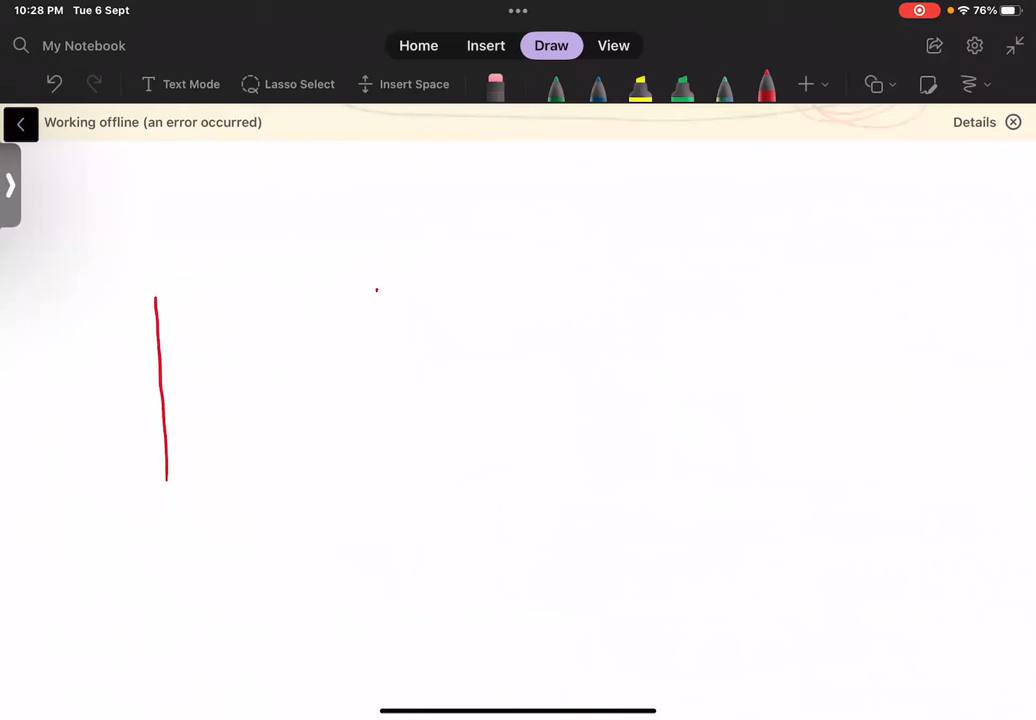 10:28 PM Tue 6 Sept 76%
My Notebook Home Insert Draw View
Text Mode Lasso Select Insert Space
Working offline (an error occurred) Details